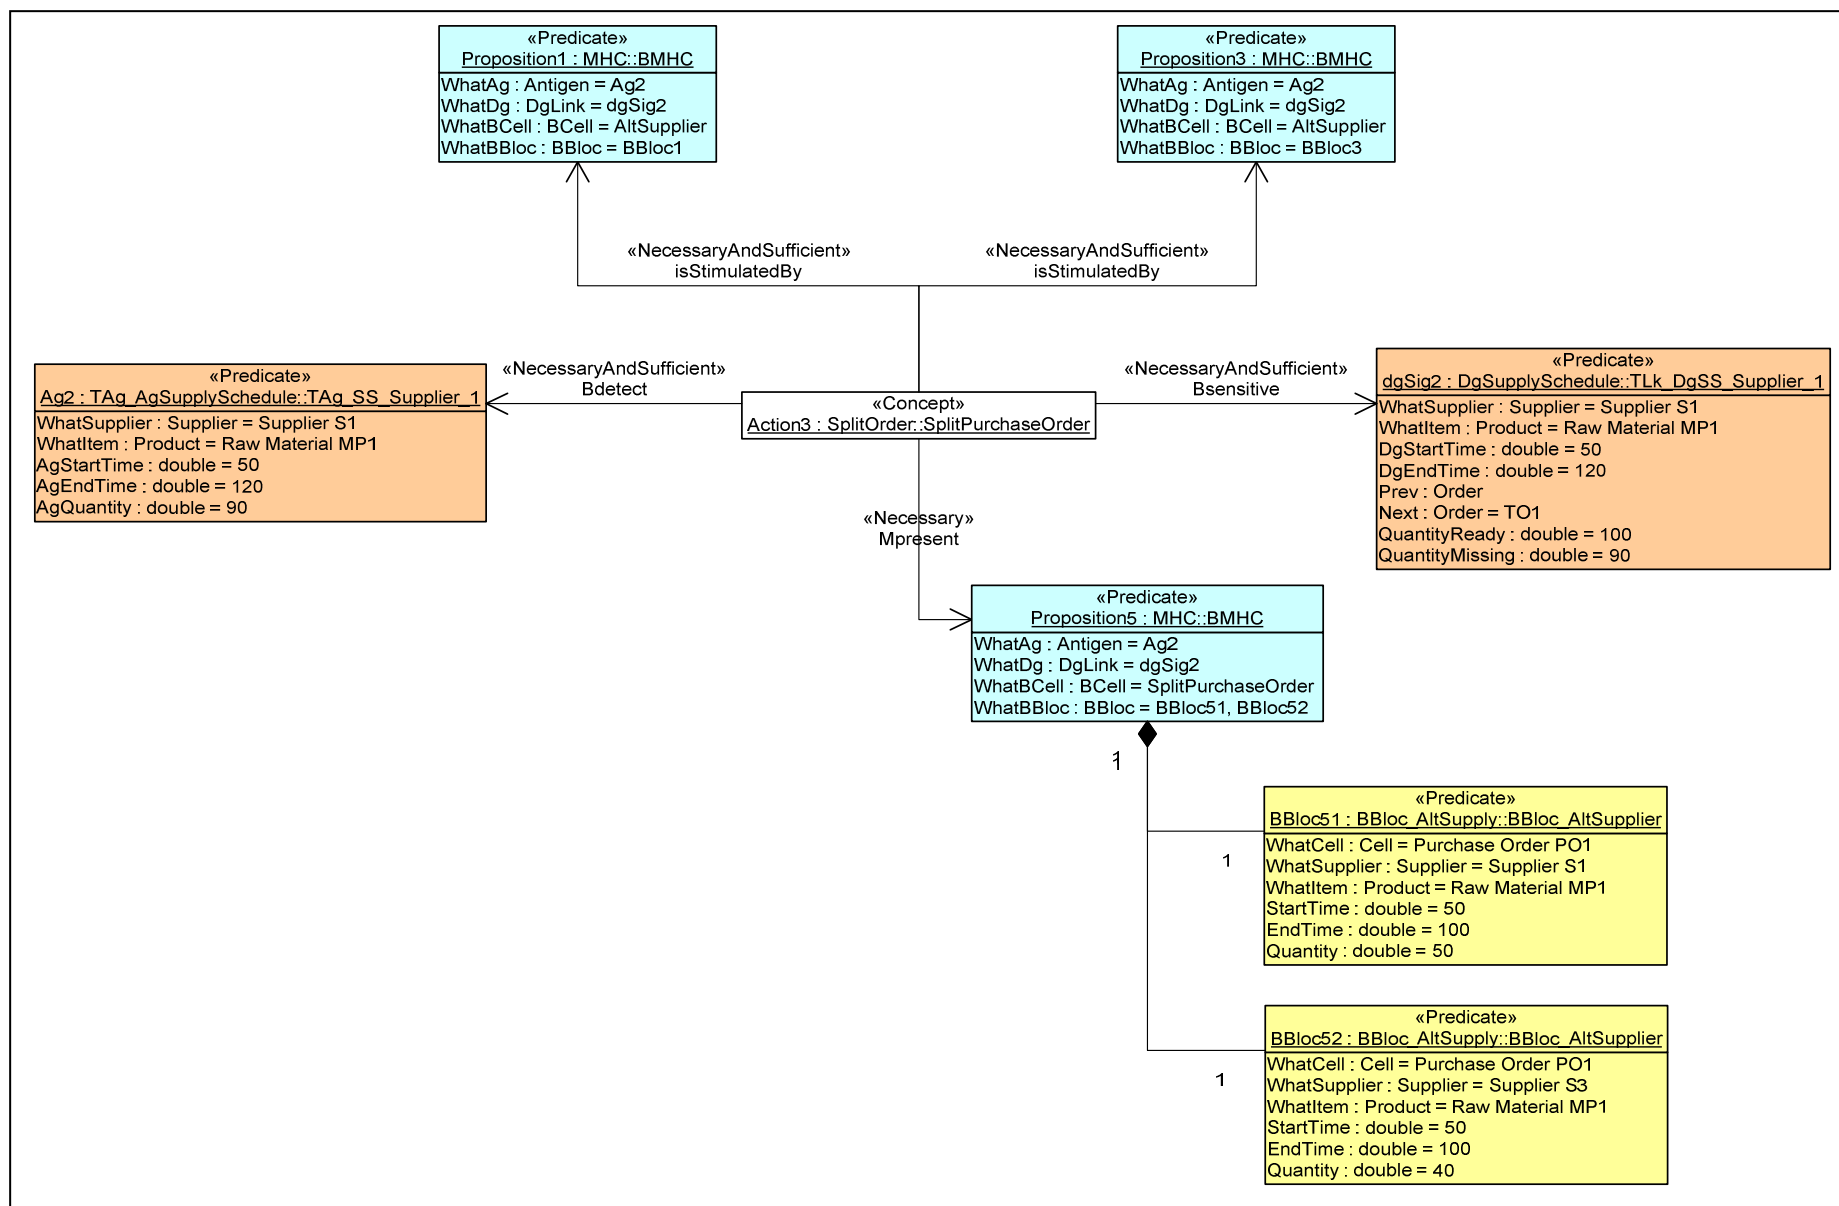 «Predicate»
Proposition1 : MHC::BMHC
WhatAg : Antigen = Ag2
WhatDg : DgLink = dgSig2
WhatBCell : BCell = AltSupplier
WhatBBloc : BBloc = BBloc1
«Predicate»
Proposition3 : MHC::BMHC
WhatAg : Antigen = Ag2
WhatDg : DgLink = dgSig2
WhatBCell : BCell = AltSupplier
WhatBBloc : BBloc = BBloc3
«NecessaryAndSufficient»
isStimulatedBy
«NecessaryAndSufficient»
isStimulatedBy
«Predicate»
Ag2 : TAg_AgSupplySchedule::TAg_SS_Supplier_1
WhatSupplier : Supplier = Supplier S1
WhatItem : Product = Raw Material MP1
AgStartTime : double = 50
AgEndTime : double = 120
AgQuantity : double = 90
«NecessaryAndSufficient»
Bdetect
«Concept»
Action3 : SplitOrder::SplitPurchaseOrder
«NecessaryAndSufficient»
Bsensitive
«Predicate»
dgSig2 : DgSupplySchedule::TLk_DgSS_Supplier_1
WhatSupplier : Supplier = Supplier S1
WhatItem : Product = Raw Material MP1
DgStartTime : double = 50
DgEndTime : double = 120
Prev : Order
Next : Order = TO1
QuantityReady : double = 100
QuantityMissing : double = 90
«Necessary»
Mpresent
«Predicate»
Proposition5 : MHC::BMHC
WhatAg : Antigen = Ag2
WhatDg : DgLink = dgSig2
WhatBCell : BCell = SplitPurchaseOrder
WhatBBloc : BBloc = BBloc51, BBloc52
1
1
«Predicate»
BBloc51 : BBloc_AltSupply::BBloc_AltSupplier
WhatCell : Cell = Purchase Order PO1
WhatSupplier : Supplier = Supplier S1
WhatItem : Product = Raw Material MP1
StartTime : double = 50
EndTime : double = 100
Quantity : double = 50
1
«Predicate»
BBloc52 : BBloc_AltSupply::BBloc_AltSupplier
WhatCell : Cell = Purchase Order PO1
WhatSupplier : Supplier = Supplier S3
WhatItem : Product = Raw Material MP1
StartTime : double = 50
EndTime : double = 100
Quantity : double = 40
1